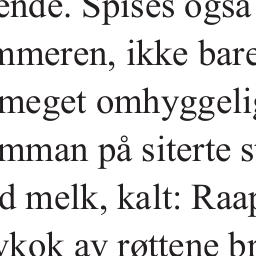 ende. Spises også
mmeren, ikke bare
meget omhyggelig
mman på siterte s
d melk, kalt: Raap
ykok av røttene br